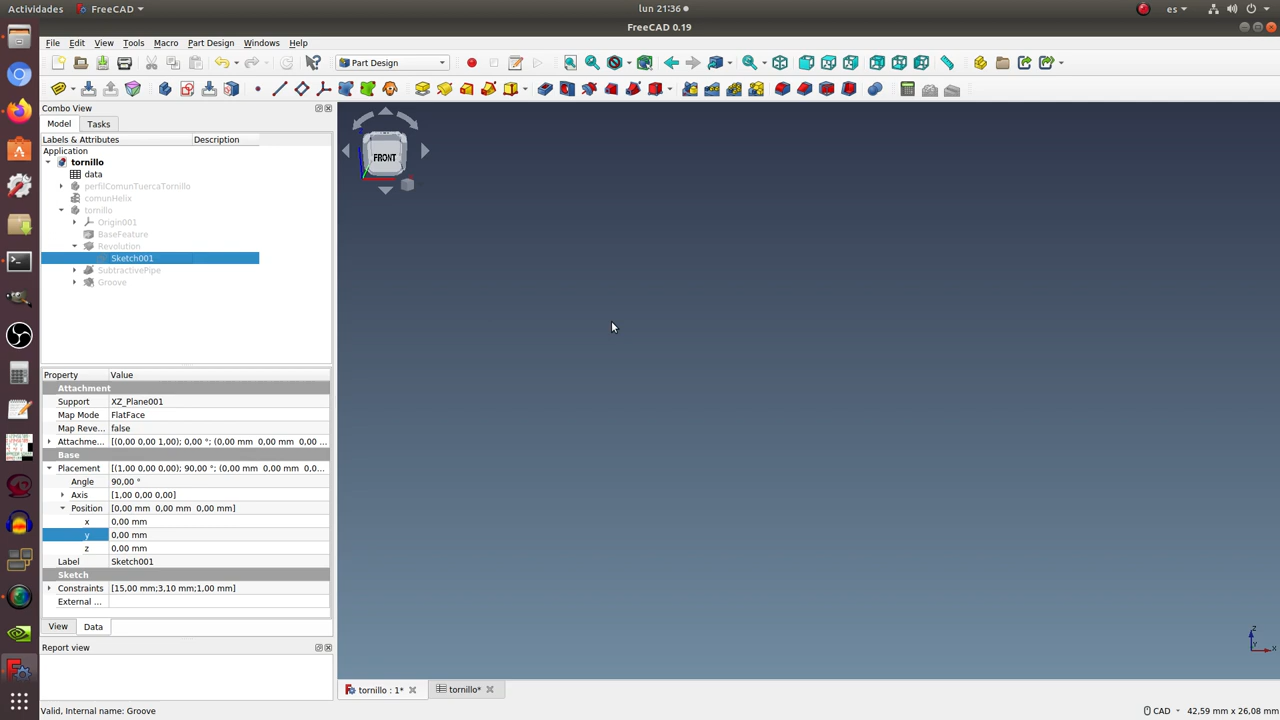 Actividades FreeCAD lun 21:36 es
FreeCAD 0.19
File Edit View Tools Macro Part Design Windows Help
Part Design
Combo View
Model Tasks
Labels & Attributes Description
Application
tornillo
data
perfilComunTuercaTornillo
comunHelix
tornillo
Origin001
BaseFeature
Revolution
Sketch001
SubtractivePipe
Groove
FRONT
Property Value
Attachment
Support XZ_Plane001
Map Mode FlatFace
Map Reve... false
Attachme... [(0,00 0,00 1,00); 0,00 °; (0,00 mm 0,00 mm 0,00 ...
Base
Placement [(1,00 0,00 0,00); 90,00 °; (0,00 mm 0,00 mm 0,0...
Angle 90,00 °
Axis [1,00 0,00 0,00]
Position [0,00 mm 0,00 mm 0,00 mm]
x 0,00 mm
y 0,00 mm
z 0,00 mm
Label Sketch001
Sketch
Constraints [15,00 mm;3,10 mm;1,00 mm]
External ...
View Data
Report view
Z
Y
X
tornillo : 1* tornillo*
Valid, Internal name: Groove CAD 42,59 mm x 26,08 mm